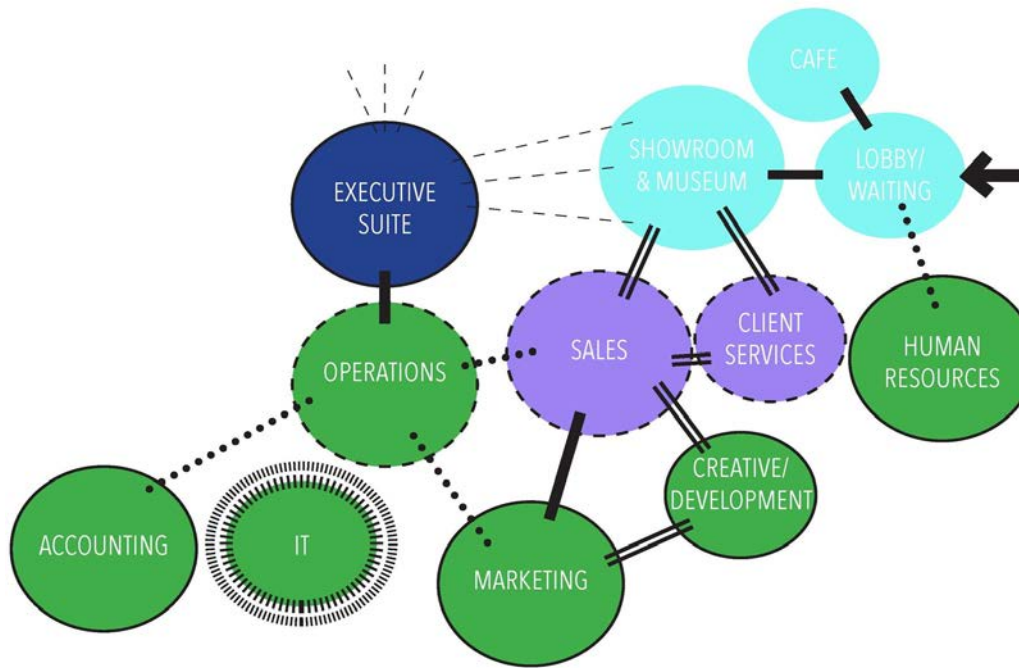 CAFE
SHOWROOM
& MUSEUM
LOBBY/
WAITING
EXECUTIVE
SUITE
OPERATIONS
SALES
CLIENT
SERVICES
HUMAN
RESOURCES
CREATIVE/
DEVELOPMENT
ACCOUNTING
IT
MARKETING